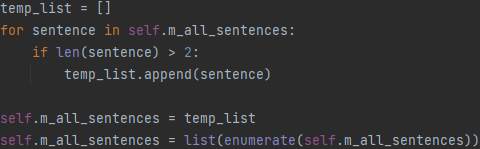 temp_list = []
for sentence in self.m_all_sentences:
    if len(sentence) > 2:
        temp_list.append(sentence)

self.m_all_sentences = temp_list
self.m_all_sentences = list(enumerate(self.m_all_sentences))